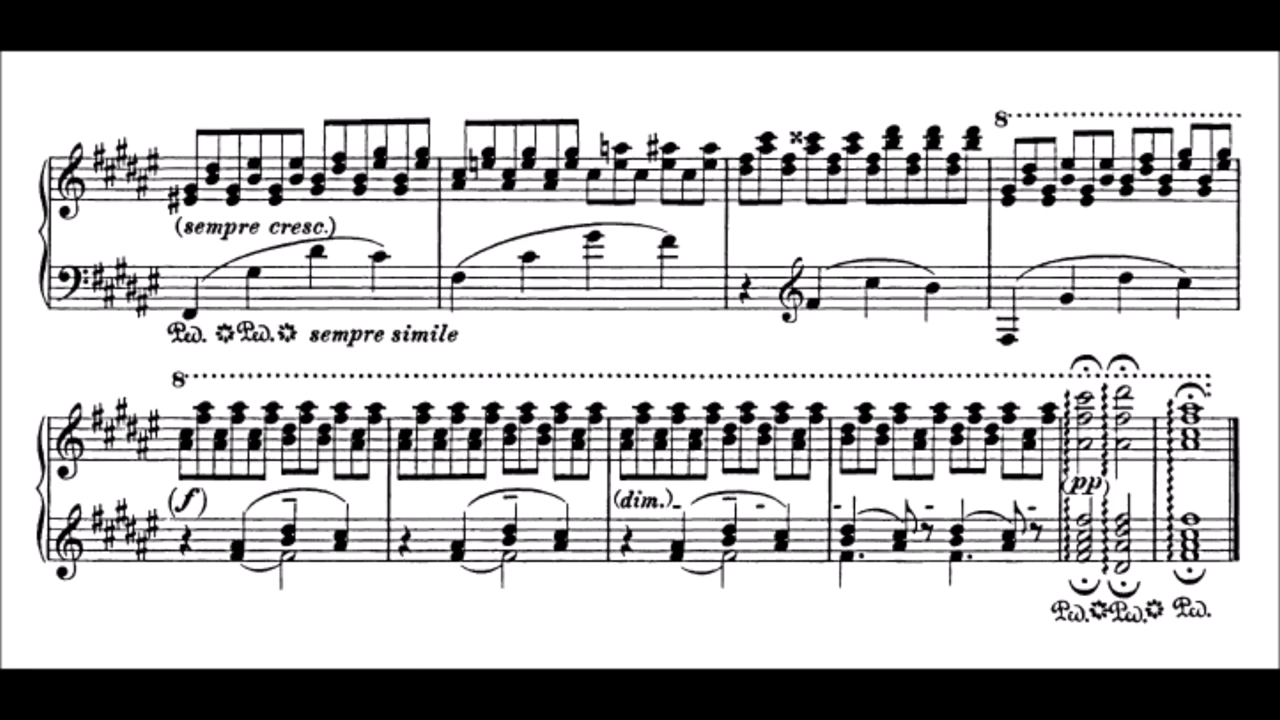 8
(sempre cresc.)
Ped. Ped. sempre simile
8
(f) (dim.) (pp)
Ped. Ped. Ped.